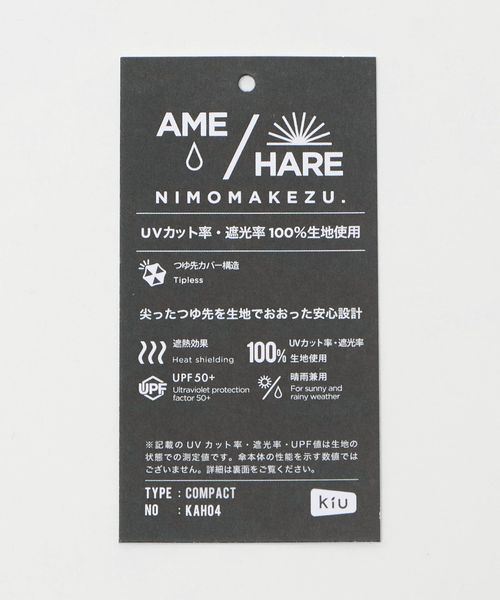 AME
/
HARE
NIMOMAKEZU.
UVカット率・遮光率100%生地使用
つゆ先カバー構造
Tipless
尖ったつゆ先を生地でおおった安心設計
遮熱効果
Heat shielding
100%
UVカット率・遮光率
生地使用
UPF
UPF50+
Ultraviolet protection
factor 50+
晴雨兼用
For sunny and
rainy weather
※記載のUVカット率・遮光率・UPF値は生地の
状態での測定値です。傘本体の性能を示す数値では
ございません。詳細は裏面をご覧ください。
TYPE : COMPACT
NO : KAH04
kiu